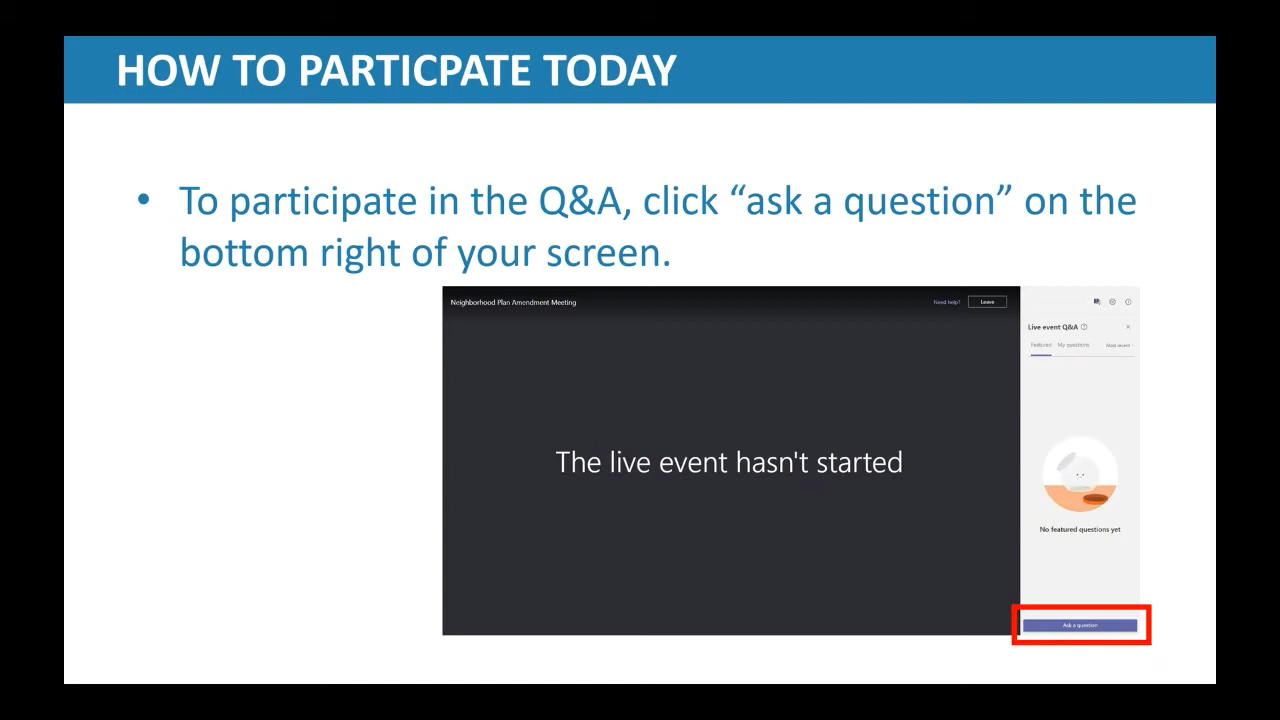 HOW TO PARTICPATE TODAY
• To participate in the Q&A, click “ask a question” on the
bottom right of your screen.
Neighborhood Plan Amendment Meeting
Need help?
Leave
Live event Q&A
Featured
My questions
Most recent
The live event hasn't started
No featured questions yet
Ask a question